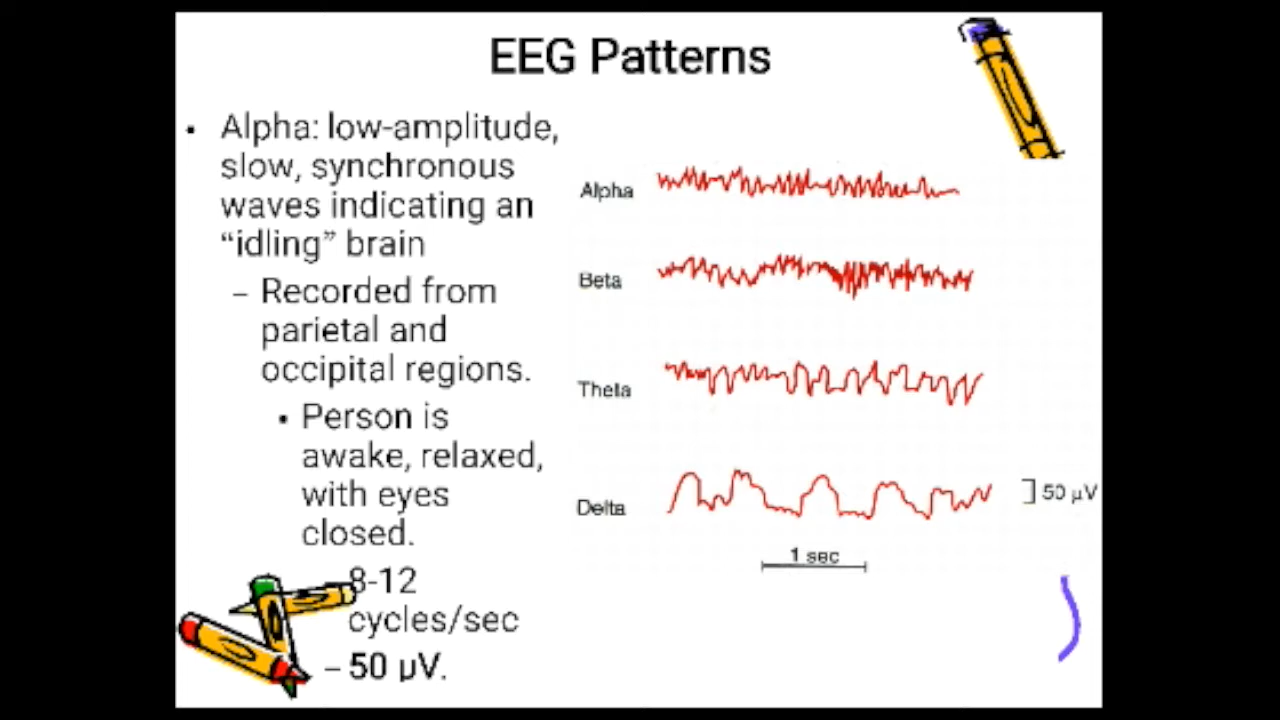 EEG Patterns
• Alpha: low-amplitude,
slow, synchronous
waves indicating an
“idling” brain
– Recorded from
parietal and
occipital regions.
• Person is
awake, relaxed,
with eyes
closed.
8-12
cycles/sec
– 50 µV.
Alpha
Beta
Theta
Delta
50 µV
1 sec